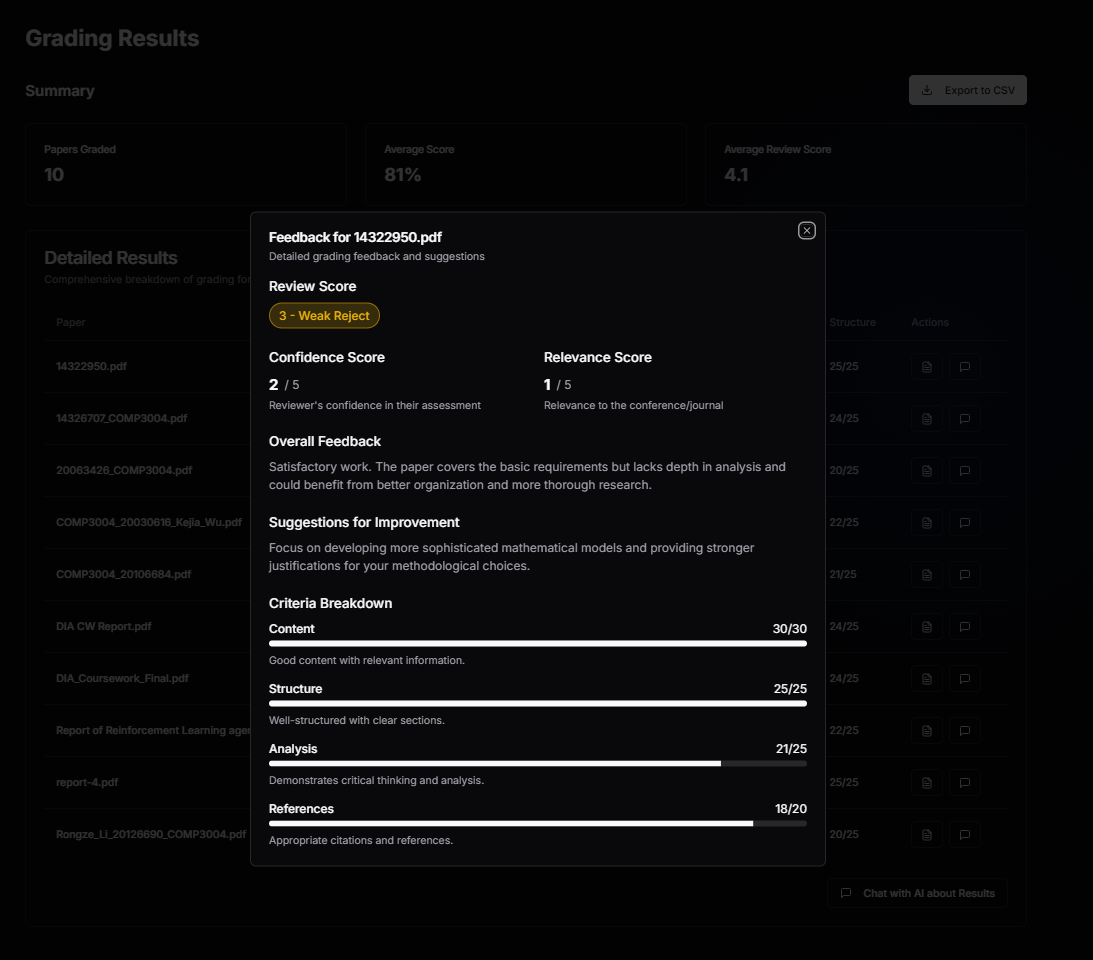 Grading Results
Summary
Export to CSV
Papers Graded
10
Average Score
81%
Average Review Score
4.1
Detailed Results
Comprehensive breakdown of grading for
Paper
Structure
Actions
14322950.pdf
25/25
14326707_COMP3004.pdf
24/25
20063426_COMP3004.pdf
20/25
COMP3004_20030616_Kejia_Wu.pdf
22/25
COMP3004_20106684.pdf
21/25
DIA CW Report.pdf
24/25
DIA_Coursework_Final.pdf
24/25
Report of Reinforcement Learning agen
22/25
report-4.pdf
25/25
Rongze_Li_20126690_COMP3004.pdf
20/25
Chat with AI about Results
Feedback for 14322950.pdf
Detailed grading feedback and suggestions
Review Score
3 - Weak Reject
Confidence Score
2 / 5
Reviewer's confidence in their assessment
Relevance Score
1 / 5
Relevance to the conference/journal
Overall Feedback
Satisfactory work. The paper covers the basic requirements but lacks depth in analysis and
could benefit from better organization and more thorough research.
Suggestions for Improvement
Focus on developing more sophisticated mathematical models and providing stronger
justifications for your methodological choices.
Criteria Breakdown
Content 30/30
Good content with relevant information.
Structure 25/25
Well-structured with clear sections.
Analysis 21/25
Demonstrates critical thinking and analysis.
References 18/20
Appropriate citations and references.